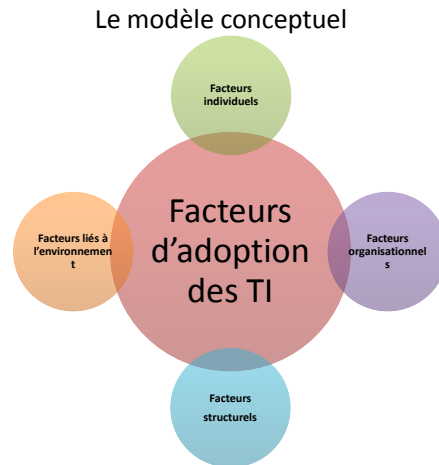 Le modèle conceptuel
Facteurs
individuels
Facteurs liés à
l'environnemen
t
Facteurs
d'adoption
des TI
Facteurs
organisationnel
s
Facteurs
structurels